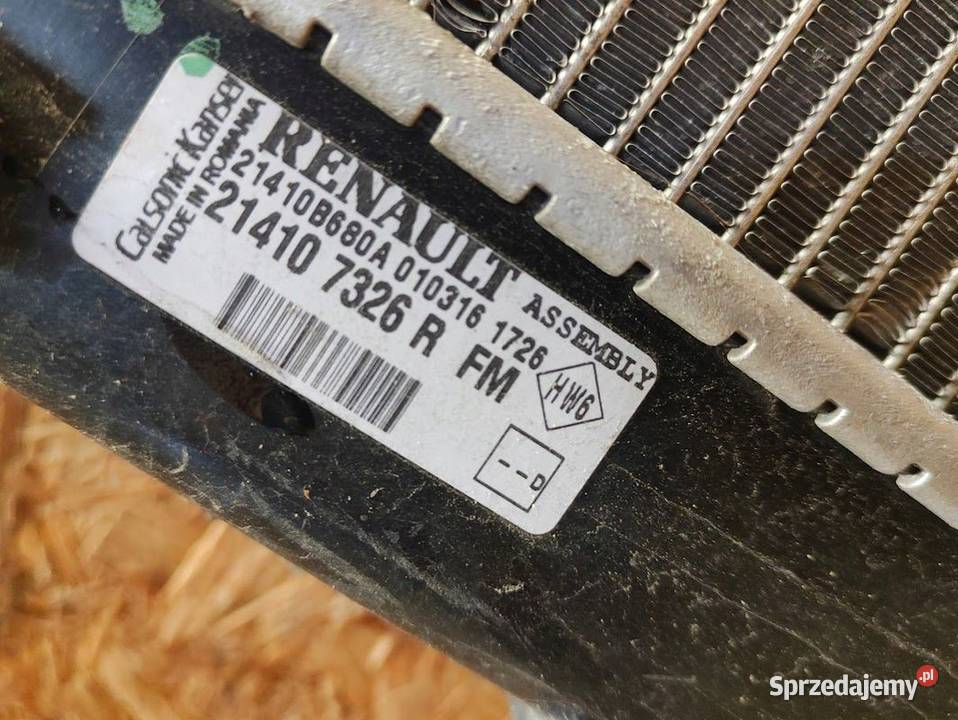 Calsonic Kansei
MADE IN ROMANIA
RENAULT ASSEMBLY
21410B680A 010316 1726
21410 7326 R FM
HW6
--D
Sprzedajemy.pl